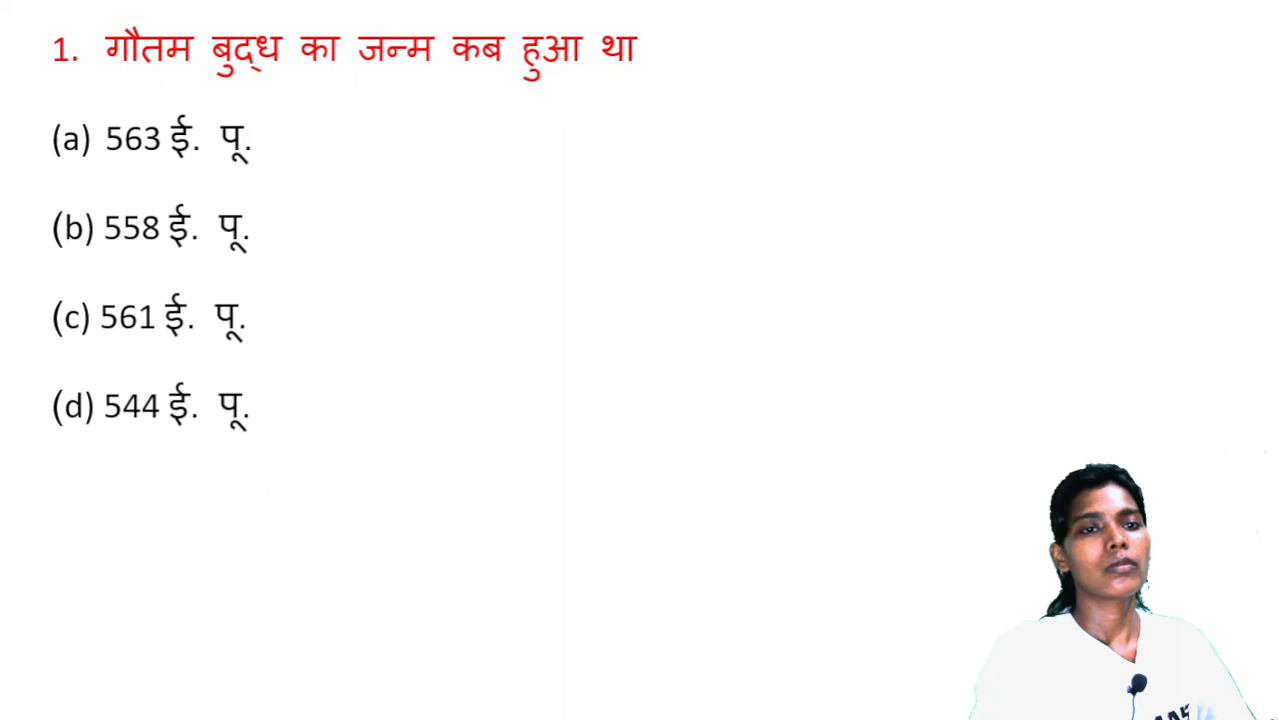 1. गौतम बुद्ध का जन्म कब हुआ था
(a) 563 ई. पू.
(b) 558 ई. पू.
(c) 561 ई. पू.
(d) 544 ई. पू.